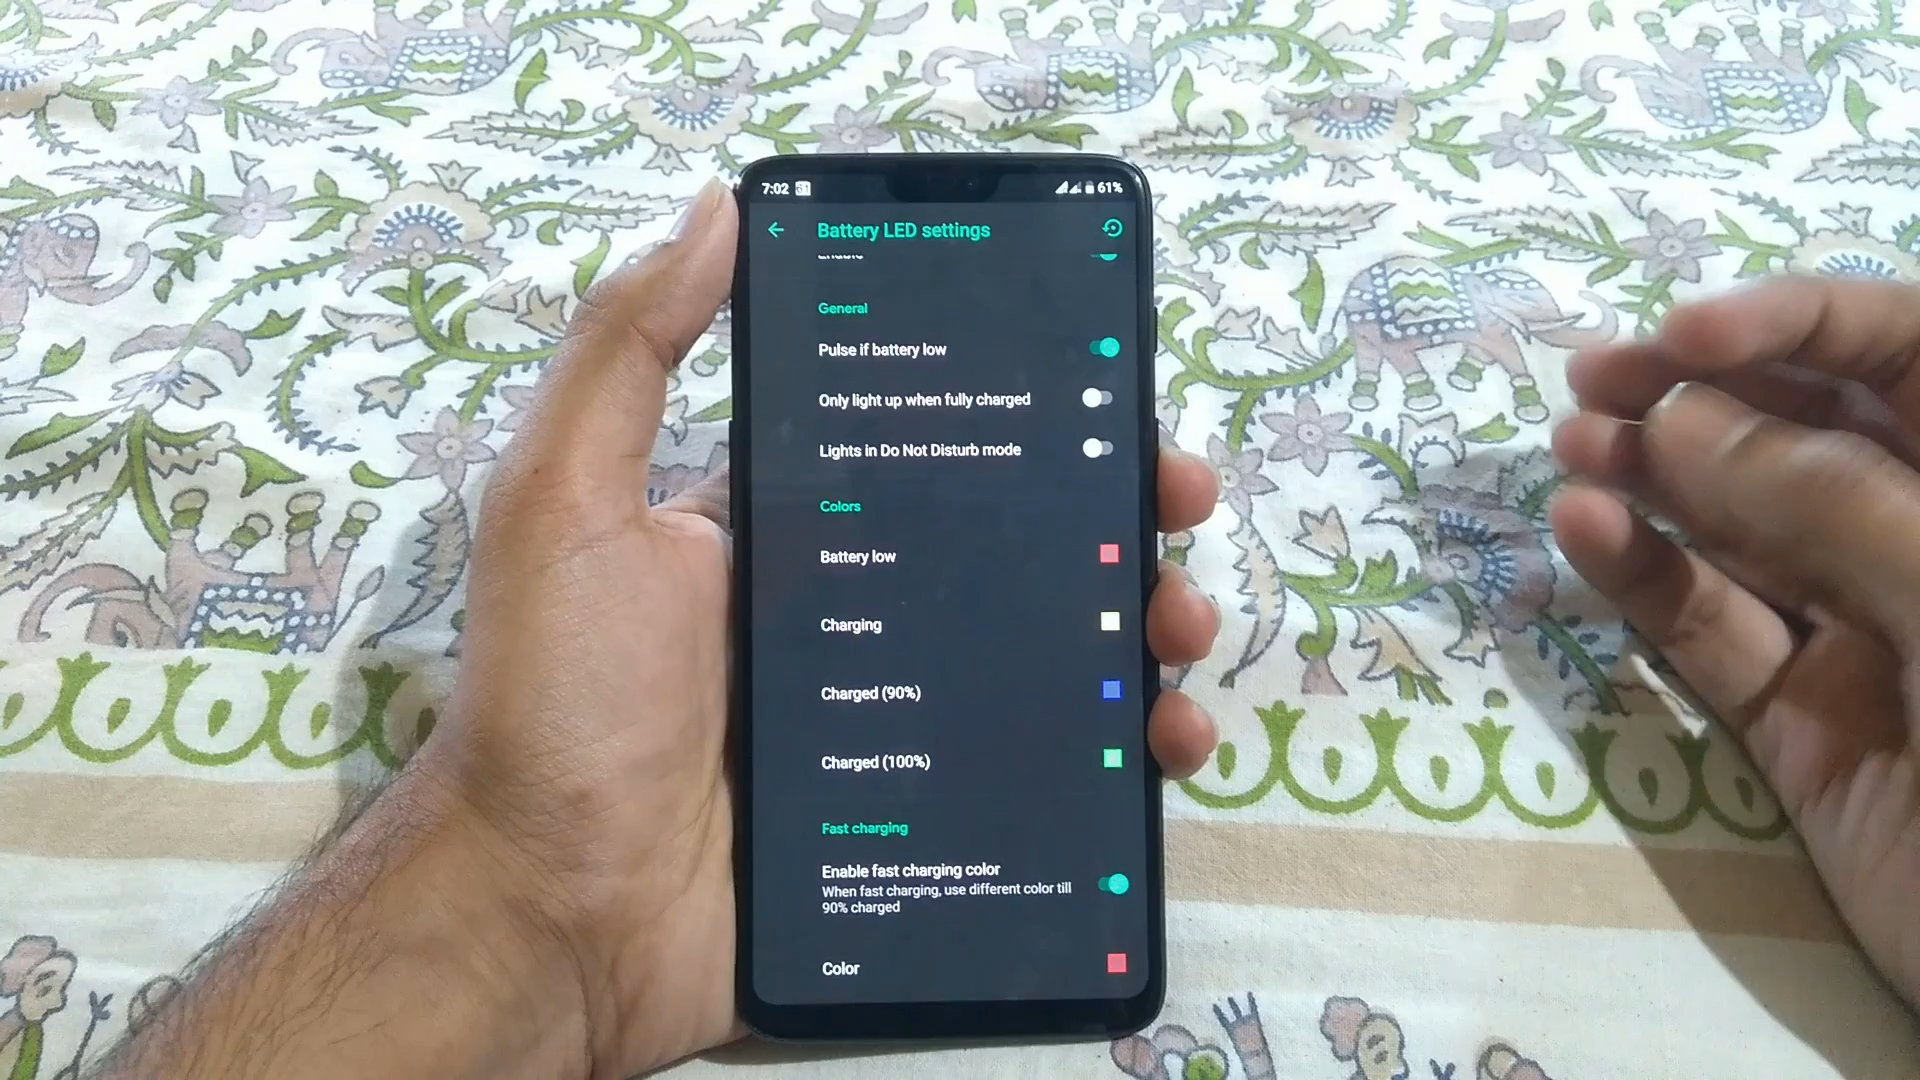 7:02 61%
Battery LED settings
General
Pulse if battery low
Only light up when fully charged
Lights in Do Not Disturb mode
Colors
Battery low
Charging
Charged (90%)
Charged (100%)
Fast charging
Enable fast charging color
When fast charging, use different color till
90% charged
Color